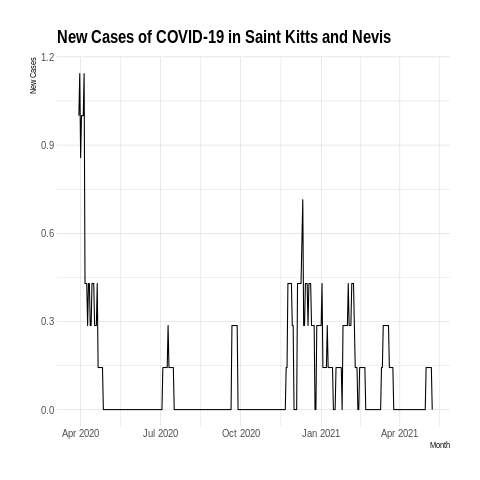 New Cases of COVID-19 in Saint Kitts and Nevis
New Cases
1.2
0.9
0.6
0.3
0.0
Apr 2020 Jul 2020 Oct 2020 Jan 2021 Apr 2021
Month